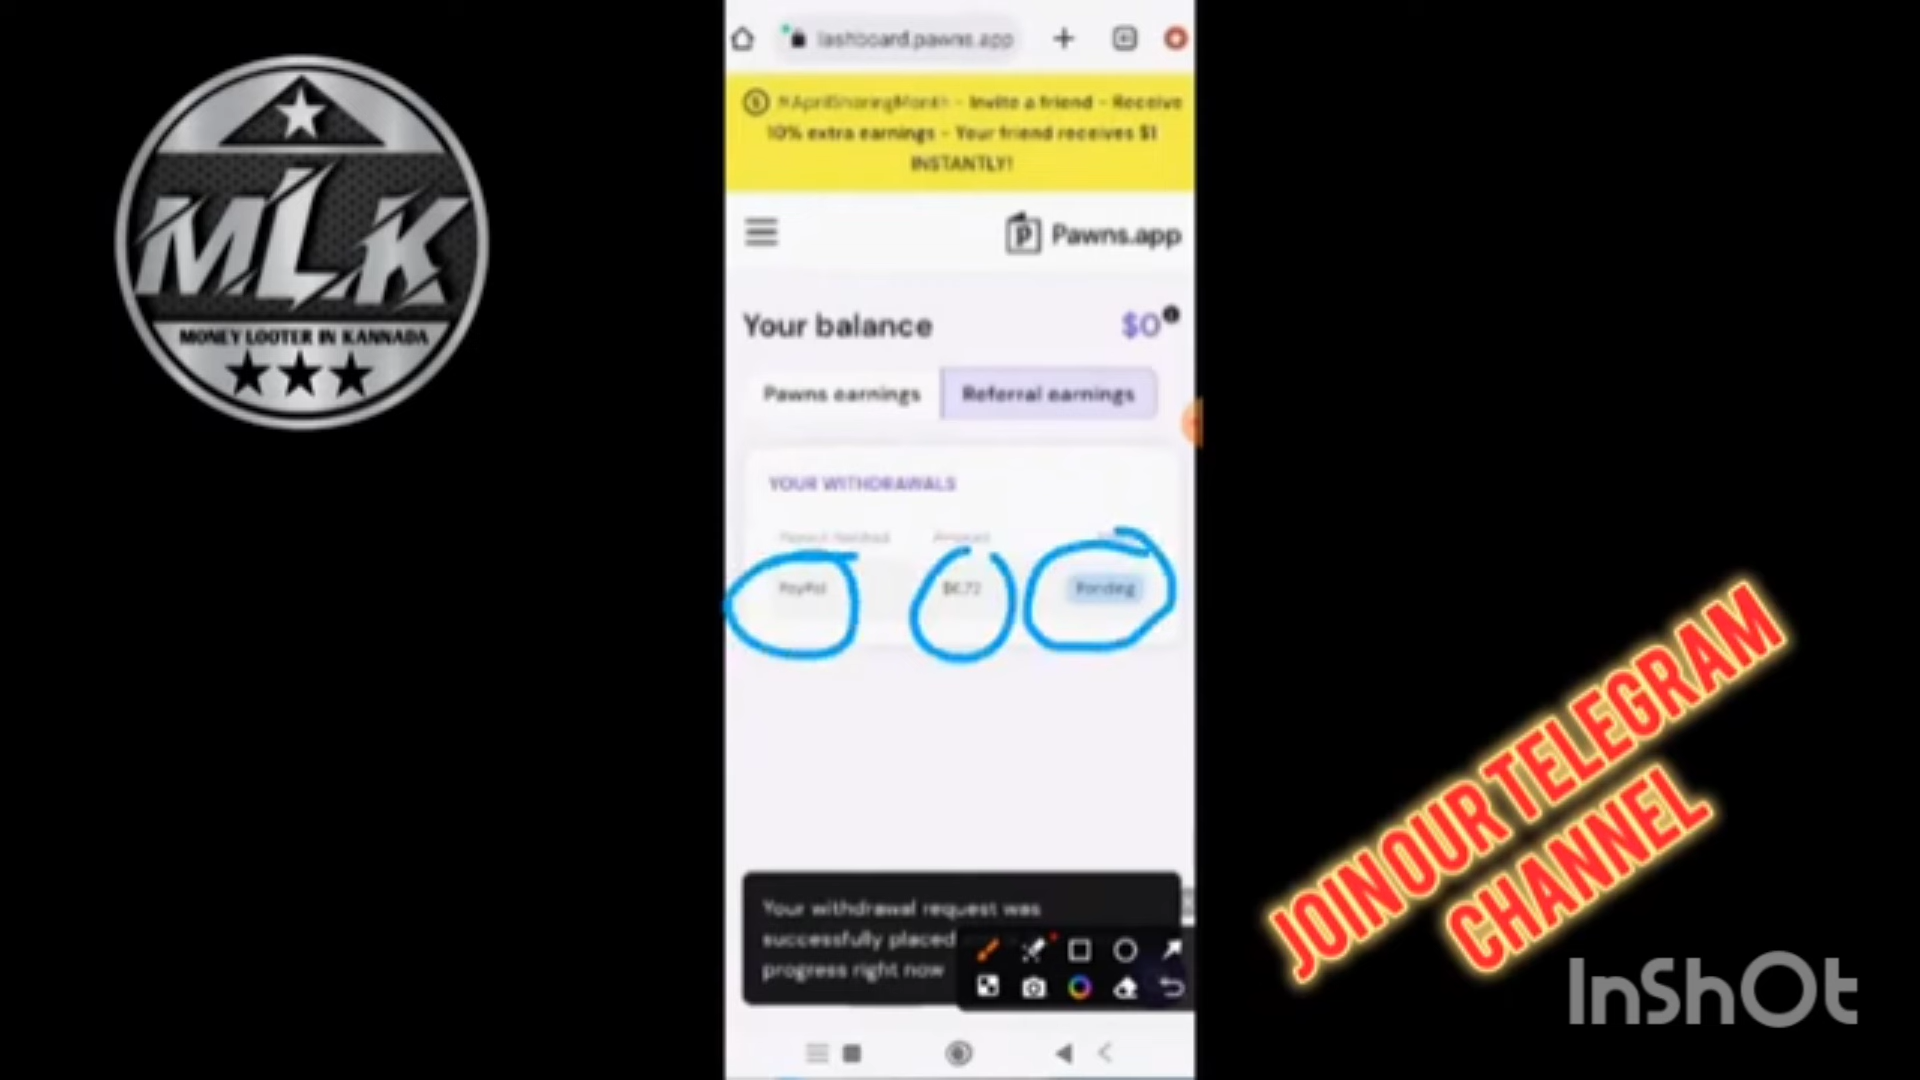 MLK
MONEY LOOTER IN KANNADA
dashboard.pawns.app
#AprilSharingMonth - Invite a friend - Receive
10% extra earnings - Your friend receives $1
INSTANTLY!
Pawns.app
Your balance
$0
Pawns earnings
Referral earnings
YOUR WITHDRAWALS
Amount
PayPal
Pending
Your withdrawal request was
successfully placed
progress right now
JOIN OUR TELEGRAM
CHANNEL
InShOt